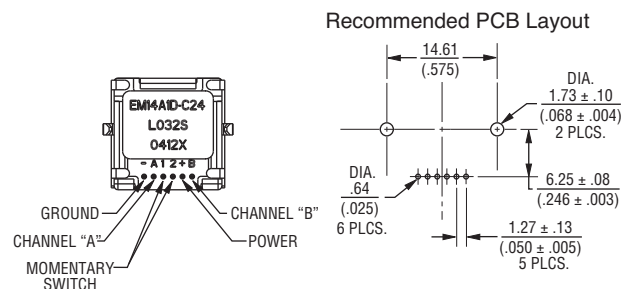 Recommended PCB Layout
14.61
(.575)
DIA.
1.73 ± .10
(.068 ± .004)
2 PLCS.
EM14A1D-C24
L032S
0412X
- A 1 2 + B
GROUND
CHANNEL "B"
CHANNEL "A"
POWER
MOMENTARY
SWITCH
DIA.
.64
(.025)
6 PLCS.
6.25 ± .08
(.246 ± .003)
1.27 ± .13
(.050 ± .005)
5 PLCS.